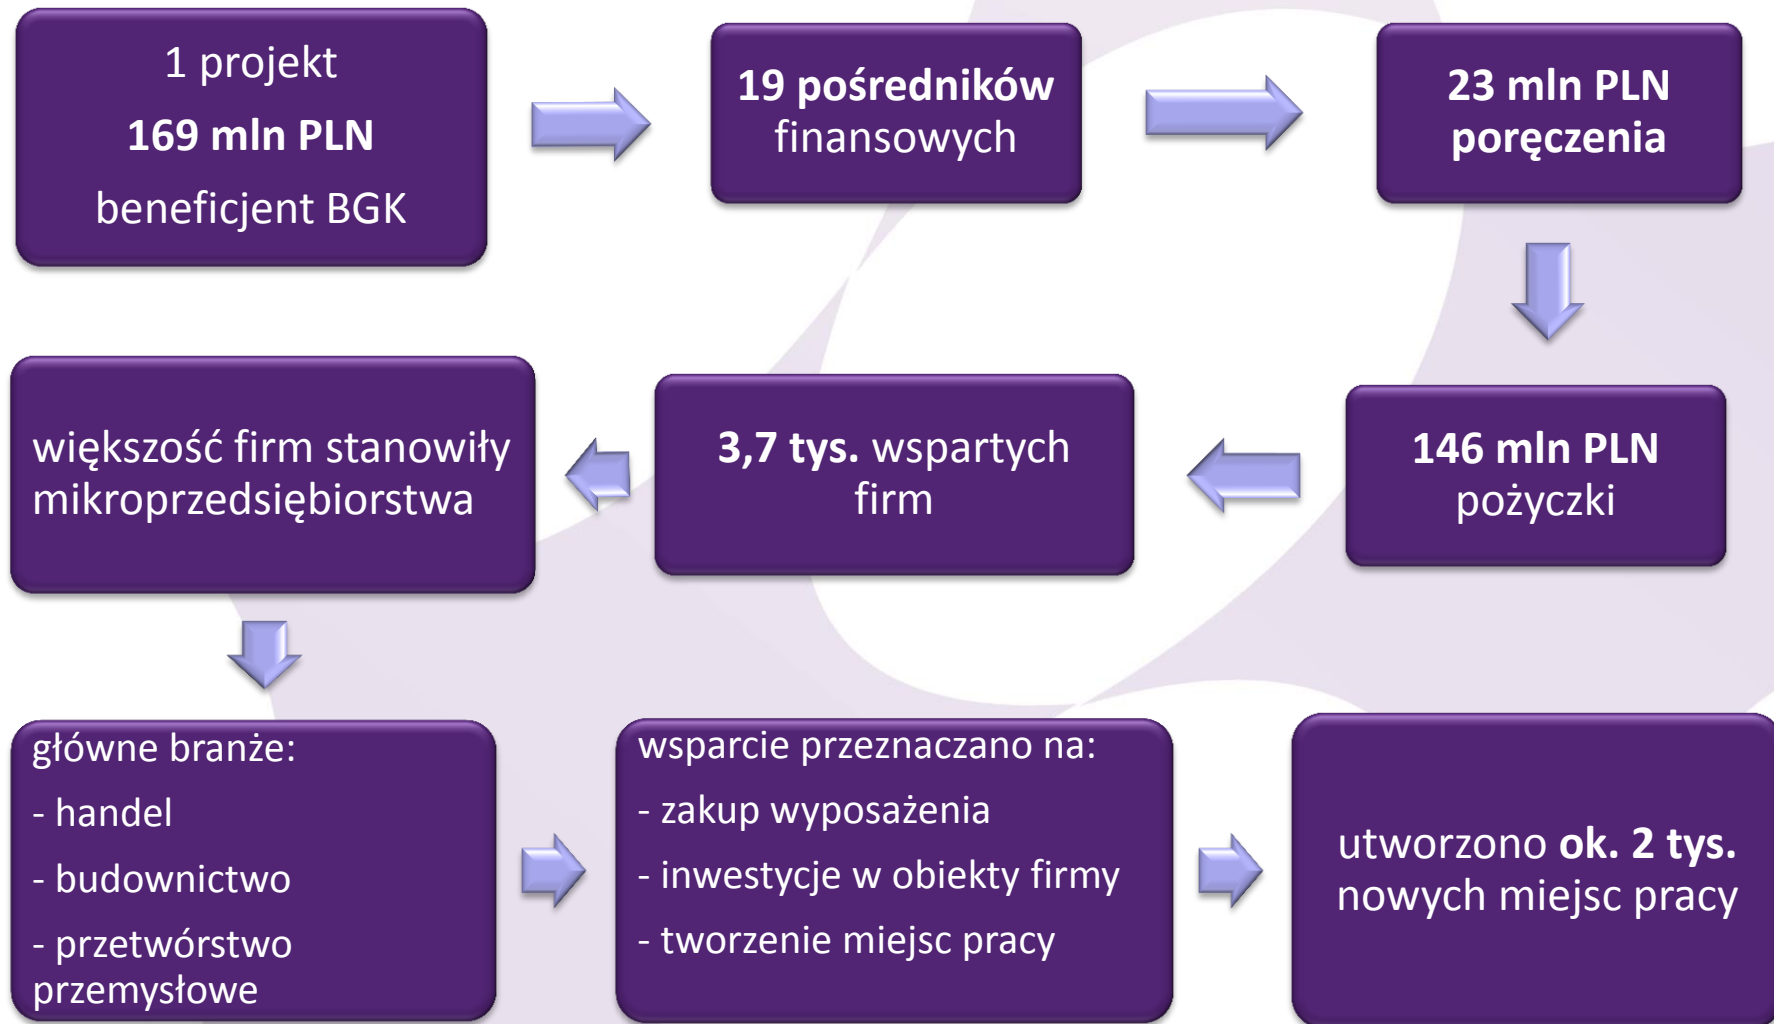 1 projekt
169 mln PLN
beneficjent BGK
19 pośredników
finansowych
23 mln PLN
poręczenia
146 mln PLN
pożyczki
3,7 tys. wspartych
firm
większość firm stanowiły
mikroprzedsiębiorstwa
główne branże:
- handel
- budownictwo
- przetwórstwo
przemysłowe
wsparcie przeznaczano na:
- zakup wyposażenia
- inwestycje w obiekty firmy
- tworzenie miejsc pracy
utworzono ok. 2 tys.
nowych miejsc pracy